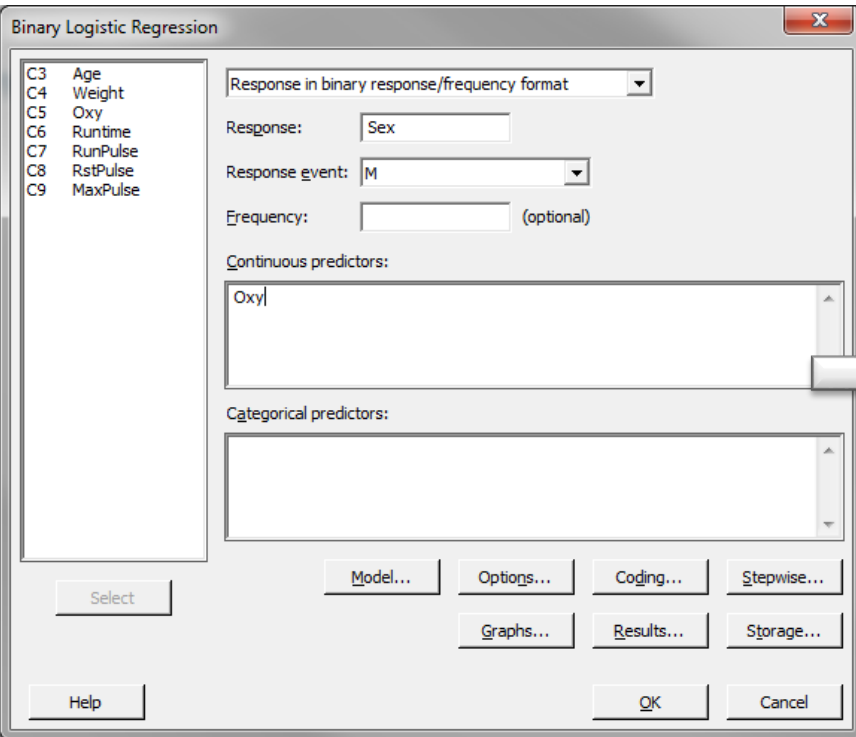 Binary Logistic Regression
C3 Age
C4 Weight
C5 Oxy
C6 Runtime
C7 RunPulse
C8 RstPulse
C9 MaxPulse
Response in binary response/frequency format
Response: Sex
Response event: M
Frequency: (optional)
Continuous predictors:
Oxy
Categorical predictors:
Model... Options... Coding... Stepwise...
Select
Graphs... Results... Storage...
Help OK Cancel